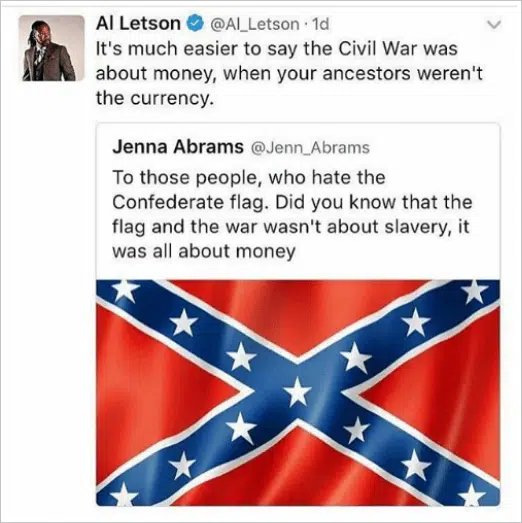 Al Letson @Al_Letson · 1d
It's much easier to say the Civil War was
about money, when your ancestors weren't
the currency.
Jenna Abrams @Jenn_Abrams
To those people, who hate the
Confederate flag. Did you know that the
flag and the war wasn't about slavery, it
was all about money